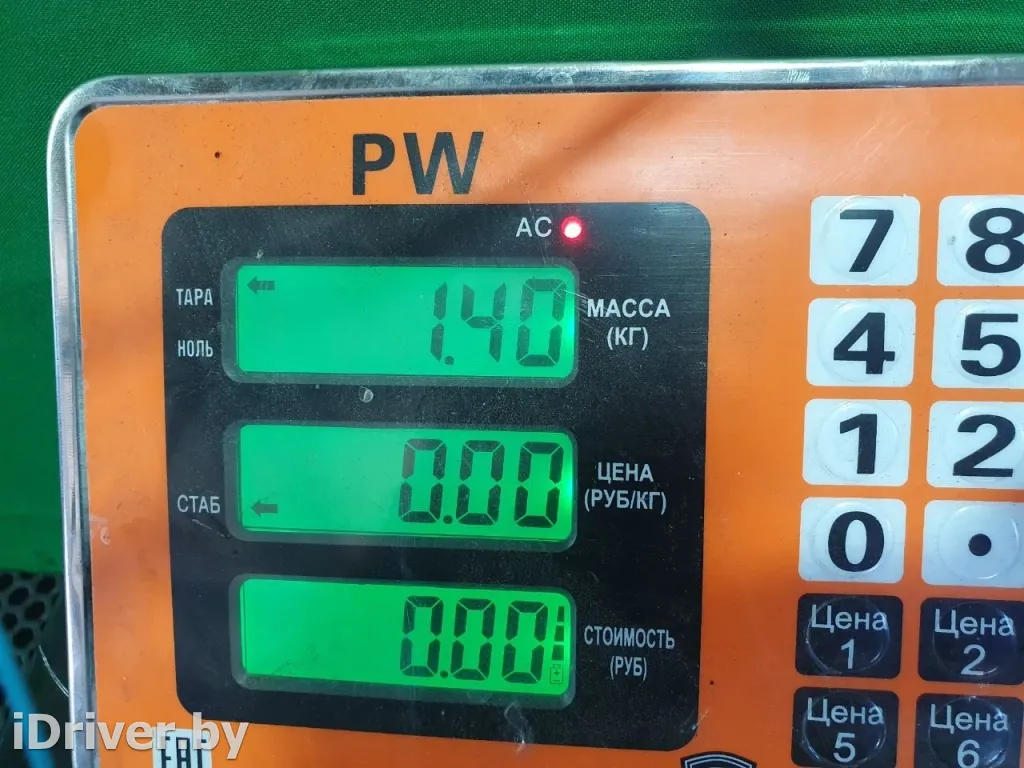 PW
AC
ТАРА
НОЛЬ
1.40
МАССА
(КГ)
СТАБ
0.00
ЦЕНА
(РУБ/КГ)
0.00
СТОИМОСТЬ
(РУБ)
7 8
4 5
1 2
0 .
Цена 1
Цена 2
Цена 5
Цена 6
EAC
iDriver.by